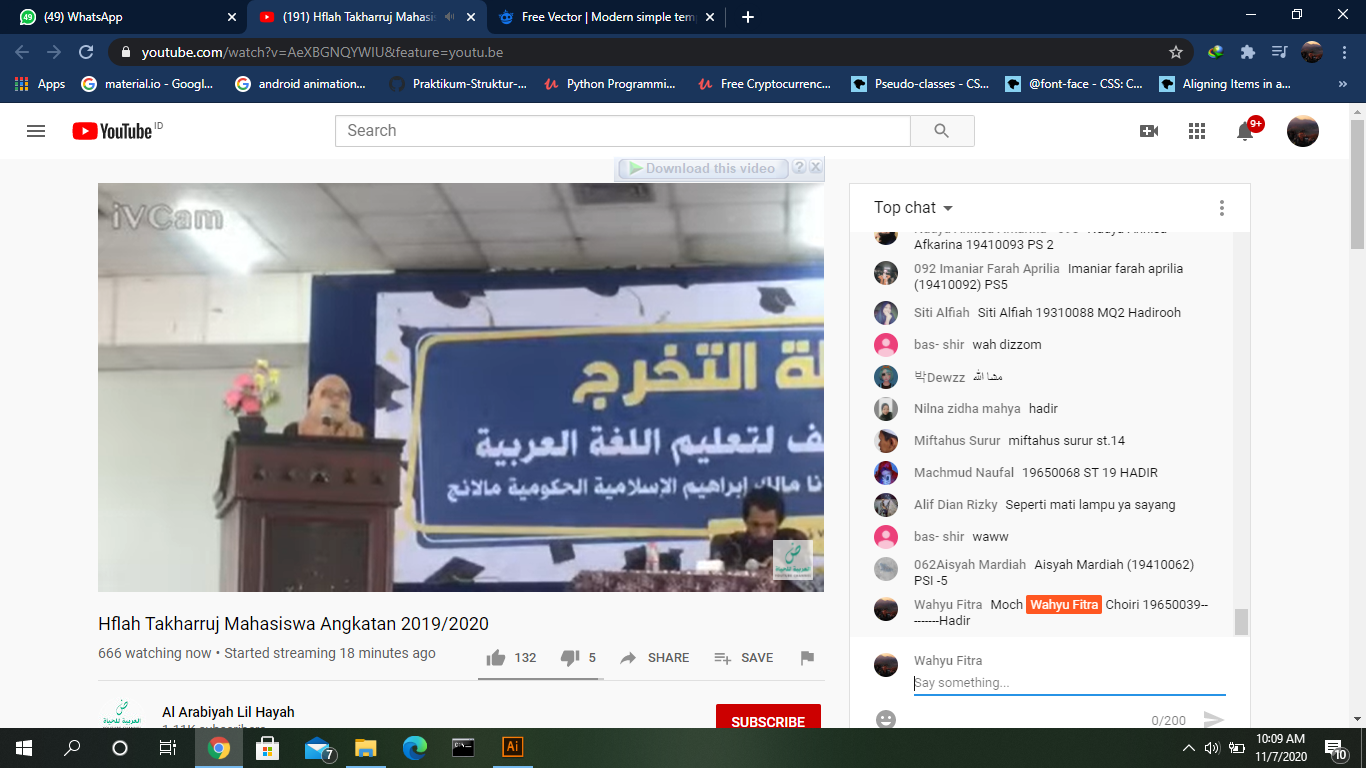 (49) WhatsApp
(191) Hflah Takharruj Mahasis
Free Vector | Modern simple tem
youtube.com/watch?v=AeXBGNQYWIU&feature=youtu.be
Apps
material.io - Googl...
android animation...
Praktikum-Struktur-...
Python Programmi...
Free Cryptocurrenc...
Pseudo-classes - CS...
@font-face - CSS: C...
Aligning Items in a...
»
YouTube ID
Search
9+
Download this video ?
iVCam
لة التخرج
ف لتعليم اللغة العربية
نا مالك إبراهيم الإسلامية الحكومية مالانج
Hflah Takharruj Mahasiswa Angkatan 2019/2020
666 watching now • Started streaming 18 minutes ago
132
5
SHARE
SAVE
العربية للحياة
Al Arabiyah Lil Hayah
1.11K subscribers
SUBSCRIBE
Top chat
Afkarina 19410093 PS 2
092 Imaniar Farah Aprilia Imaniar farah aprilia
(19410092) PS5
Siti Alfiah Siti Alfiah 19310088 MQ2 Hadirooh
bas- shir wah dizzom
박Dewzz مشا الله
Nilna zidha mahya hadir
Miftahus Surur miftahus surur st.14
Machmud Naufal 19650068 ST 19 HADIR
Alif Dian Rizky Seperti mati lampu ya sayang
bas- shir waww
062Aisyah Mardiah Aisyah Mardiah (19410062)
PSI -5
Wahyu Fitra Moch Wahyu Fitra Choiri 19650039--
-------Hadir
Wahyu Fitra
Say something...
0/200
7
Ai
10:09 AM
11/7/2020
10